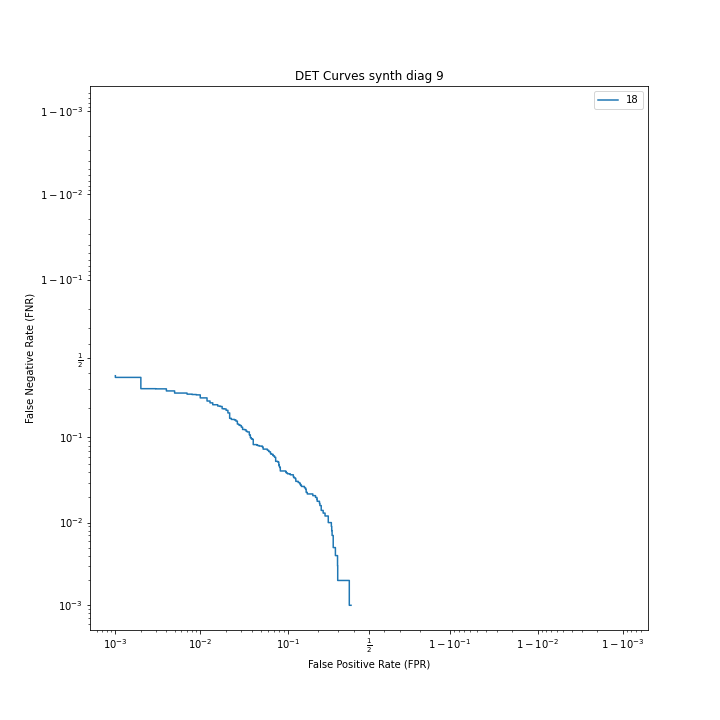 DET Curves synth diag 9
18
1 − 10⁻³
1 − 10⁻²
1 − 10⁻¹
½
10⁻¹
10⁻²
10⁻³
False Negative Rate (FNR)
10⁻³ 10⁻² 10⁻¹ ½ 1 − 10⁻¹ 1 − 10⁻² 1 − 10⁻³
False Positive Rate (FPR)